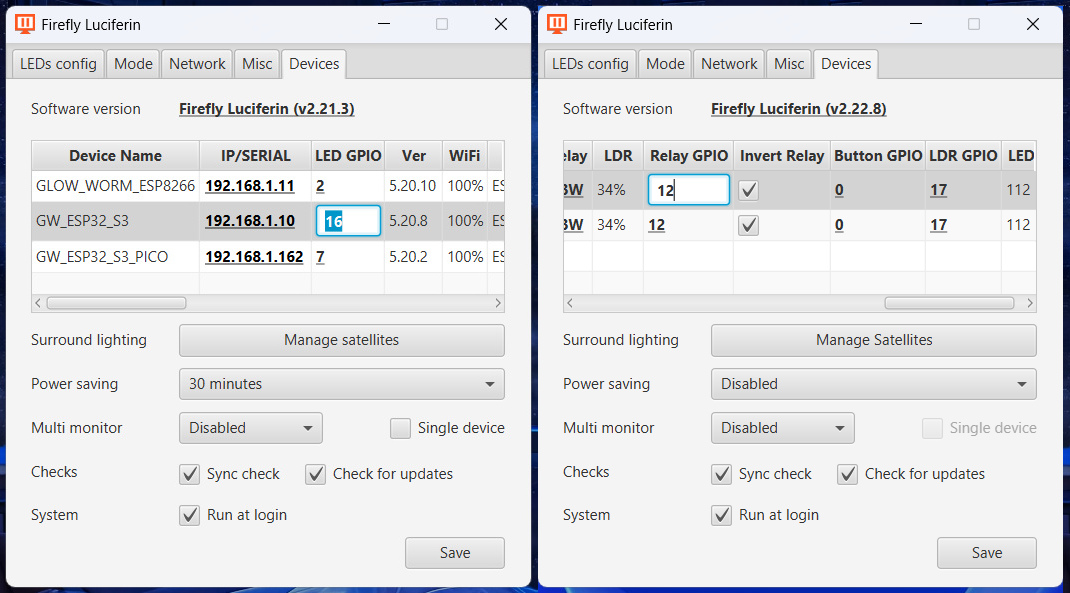 Firefly Luciferin
LEDs config Mode Network Misc Devices
Software version Firefly Luciferin (v2.21.3)
Device Name IP/SERIAL LED GPIO Ver WiFi
GLOW_WORM_ESP8266 192.168.1.11 2 5.20.10 100% ES
GW_ESP32_S3 192.168.1.10 16 5.20.8 100% ES
GW_ESP32_S3_PICO 192.168.1.162 7 5.20.2 100% ES
Surround lighting Manage satellites
Power saving 30 minutes
Multi monitor Disabled Single device
Checks Sync check Check for updates
System Run at login
Save
Firefly Luciferin
LEDs config Mode Network Misc Devices
Software version Firefly Luciferin (v2.22.8)
elay LDR Relay GPIO Invert Relay Button GPIO LDR GPIO LED
BW 34% 12 0 17 112
BW 34% 12 0 17 112
Surround lighting Manage Satellites
Power saving Disabled
Multi monitor Disabled Single device
Checks Sync check Check for updates
System Run at login
Save